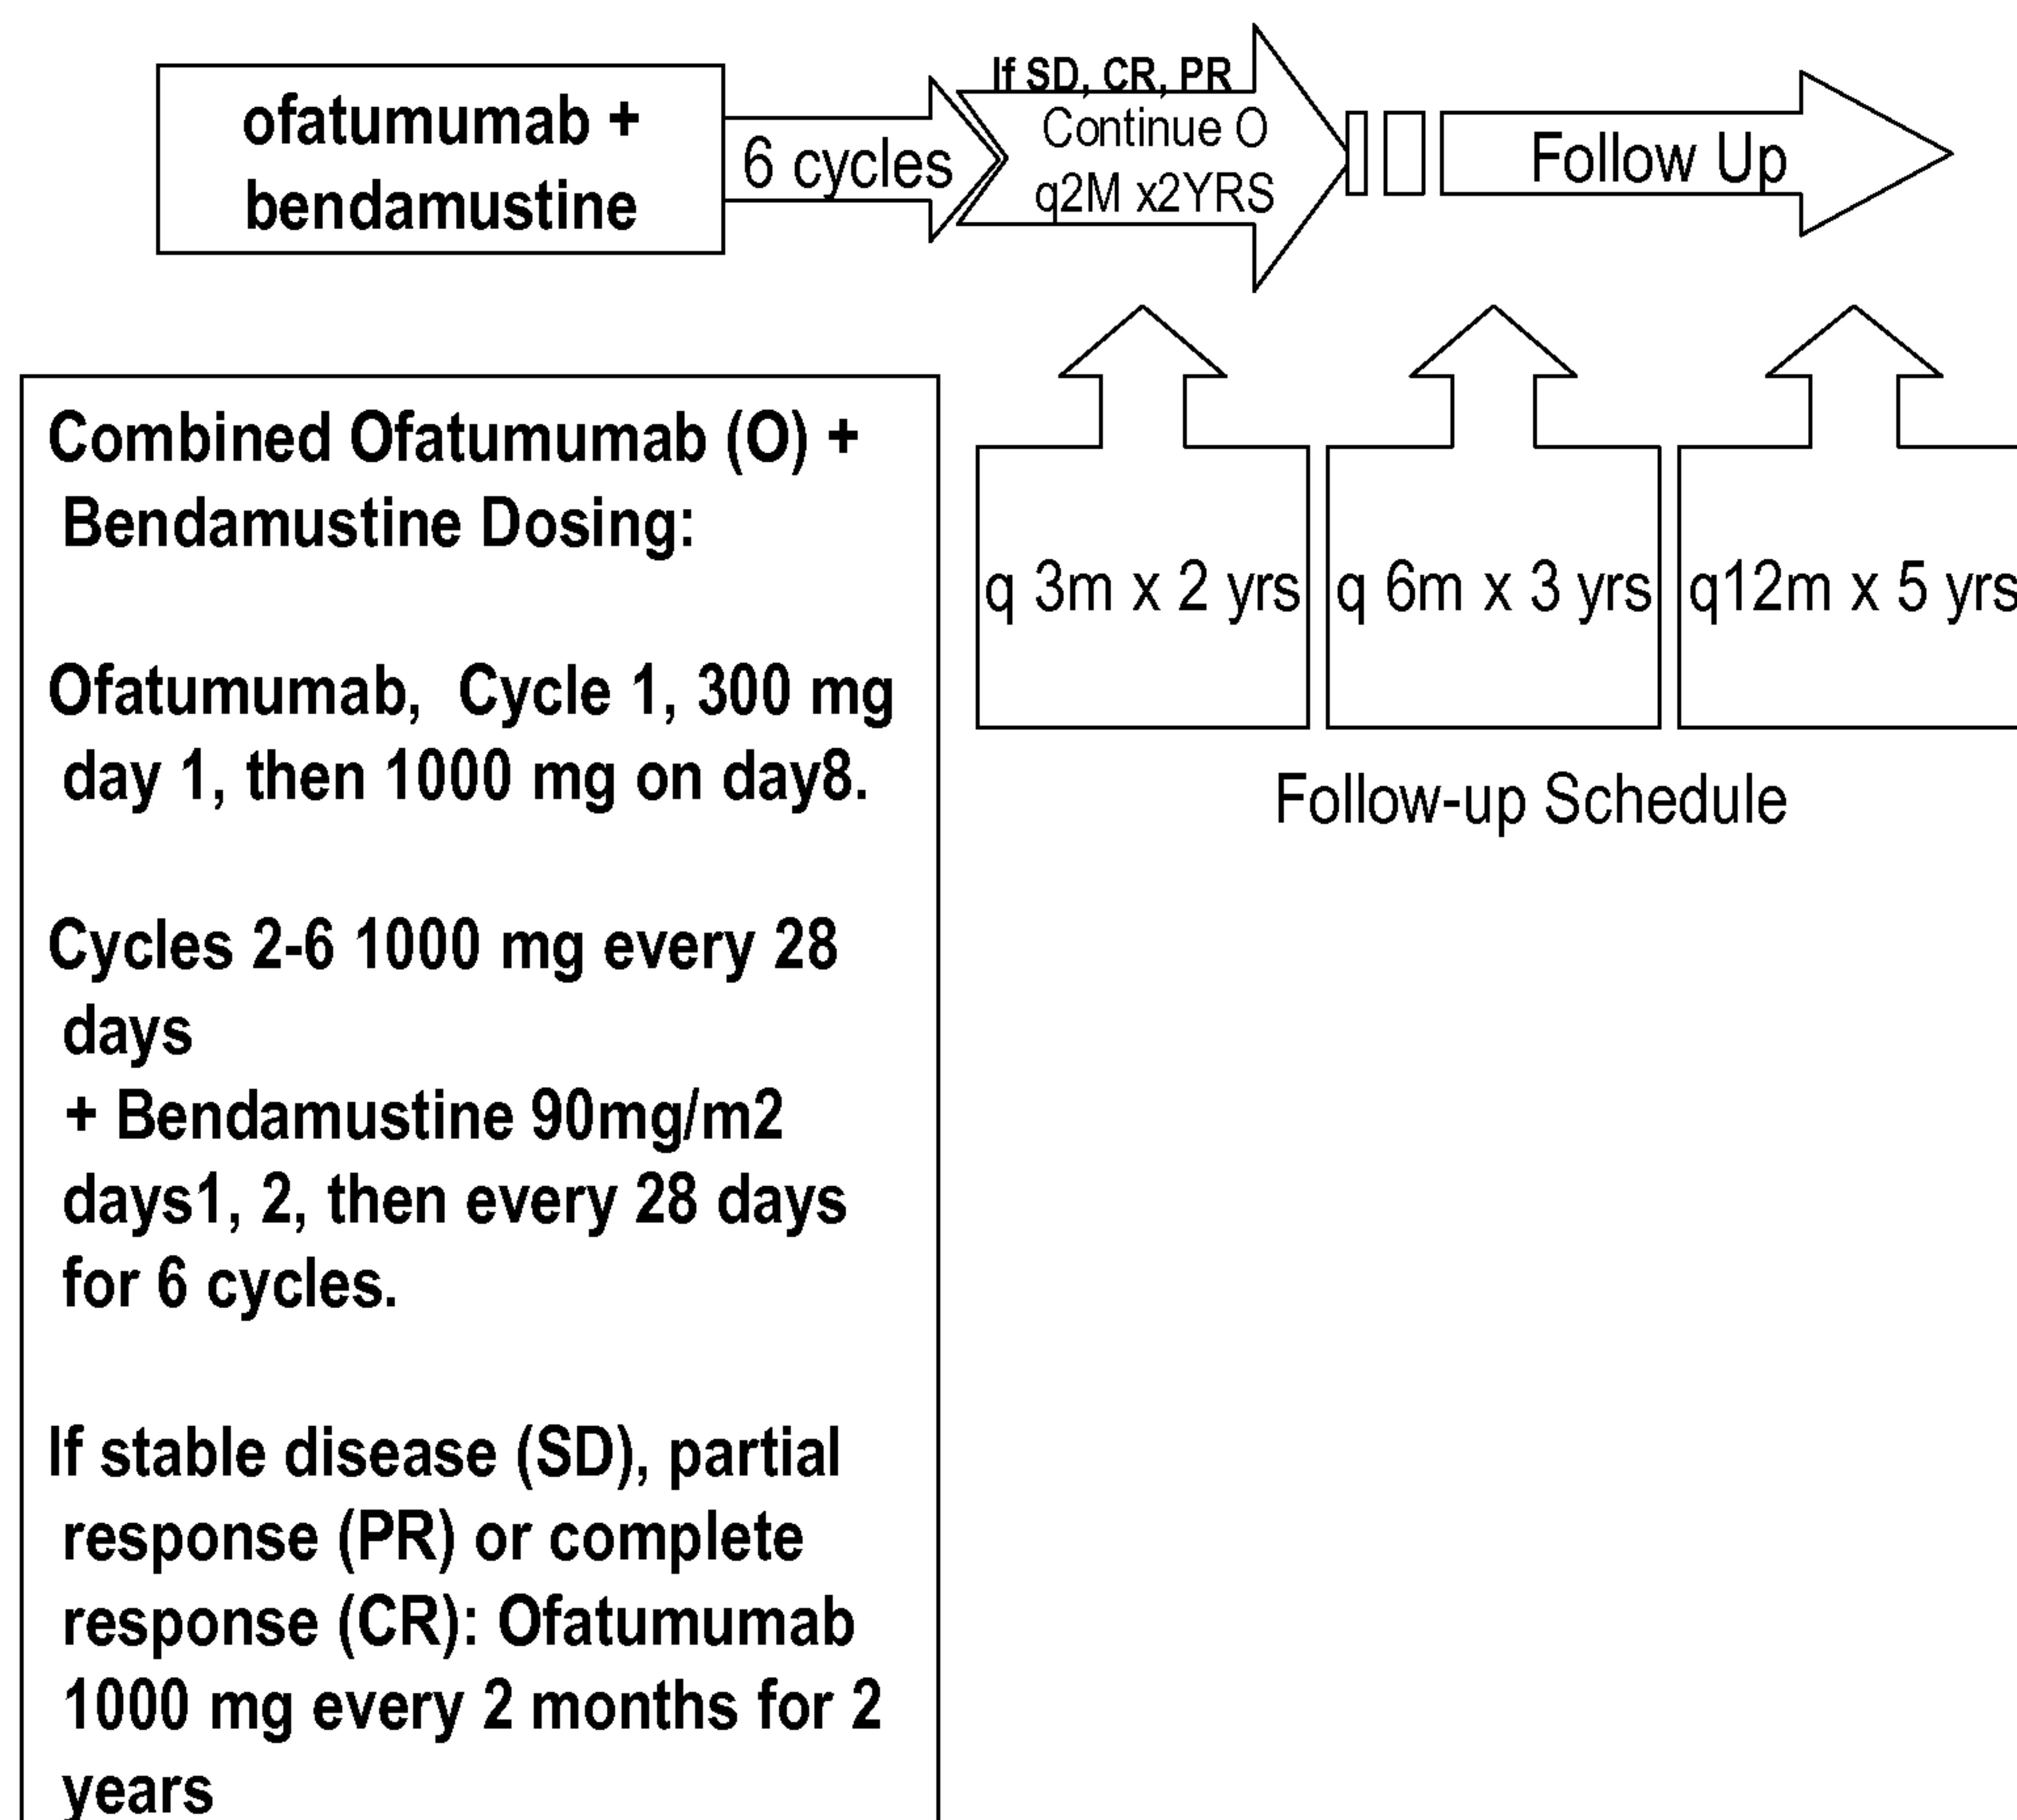 ofatumumab +
bendamustine
6 cycles
If SD, CR, PR
Continue O
q2M x2YRS
Follow Up
Combined Ofatumumab (O) +
Bendamustine Dosing:
Ofatumumab, Cycle 1, 300 mg
day 1, then 1000 mg on day8.
Cycles 2-6 1000 mg every 28
days
+ Bendamustine 90mg/m2
days1, 2, then every 28 days
for 6 cycles.
If stable disease (SD), partial
response (PR) or complete
response (CR): Ofatumumab
1000 mg every 2 months for 2
years
q 3m x 2 yrs
q 6m x 3 yrs
q12m x 5 yrs
Follow-up Schedule